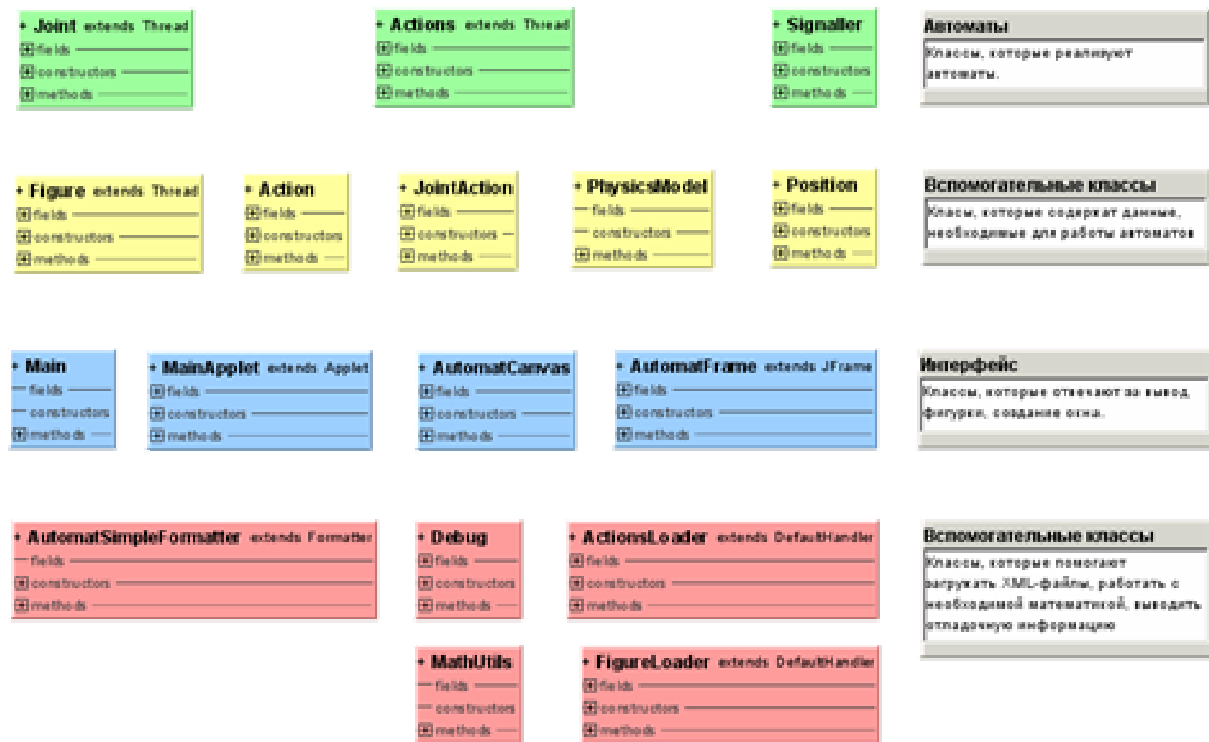 Joint extends Thread
fields
constructors
methods
Actions extends Thread
fields
constructors
methods
Signaller
fields
constructors
methods
Автоматы
Классы, которые реализуют
автоматы.
Figure extends Thread
fields
constructors
methods
Action
fields
constructors
methods
JointAction
fields
constructors
methods
PhysicsModel
fields
constructors
methods
Position
fields
constructors
methods
Вспомогательные классы
Класы, которые содержат данные,
необходимые для работы автоматов
Main
fields
constructors
methods
MainApplet extends Applet
fields
constructors
methods
AutomatCanvas
fields
constructors
methods
AutomatFrame extends JFrame
fields
constructors
methods
Интерфейс
Классы, которые отвечают за вывод
фигурки, создание окна.
AutomatSimpleFormatter extends Formatter
fields
constructors
methods
Debug
fields
constructors
methods
ActionsLoader extends DefaultHandler
fields
constructors
methods
Вспомогательные классы
Классы, которые помогают
загружать XML-файлы, работать с
необходимой математикой, выводить
отладочную информацию
MathUtils
fields
constructors
methods
FigureLoader extends DefaultHandler
fields
constructors
methods